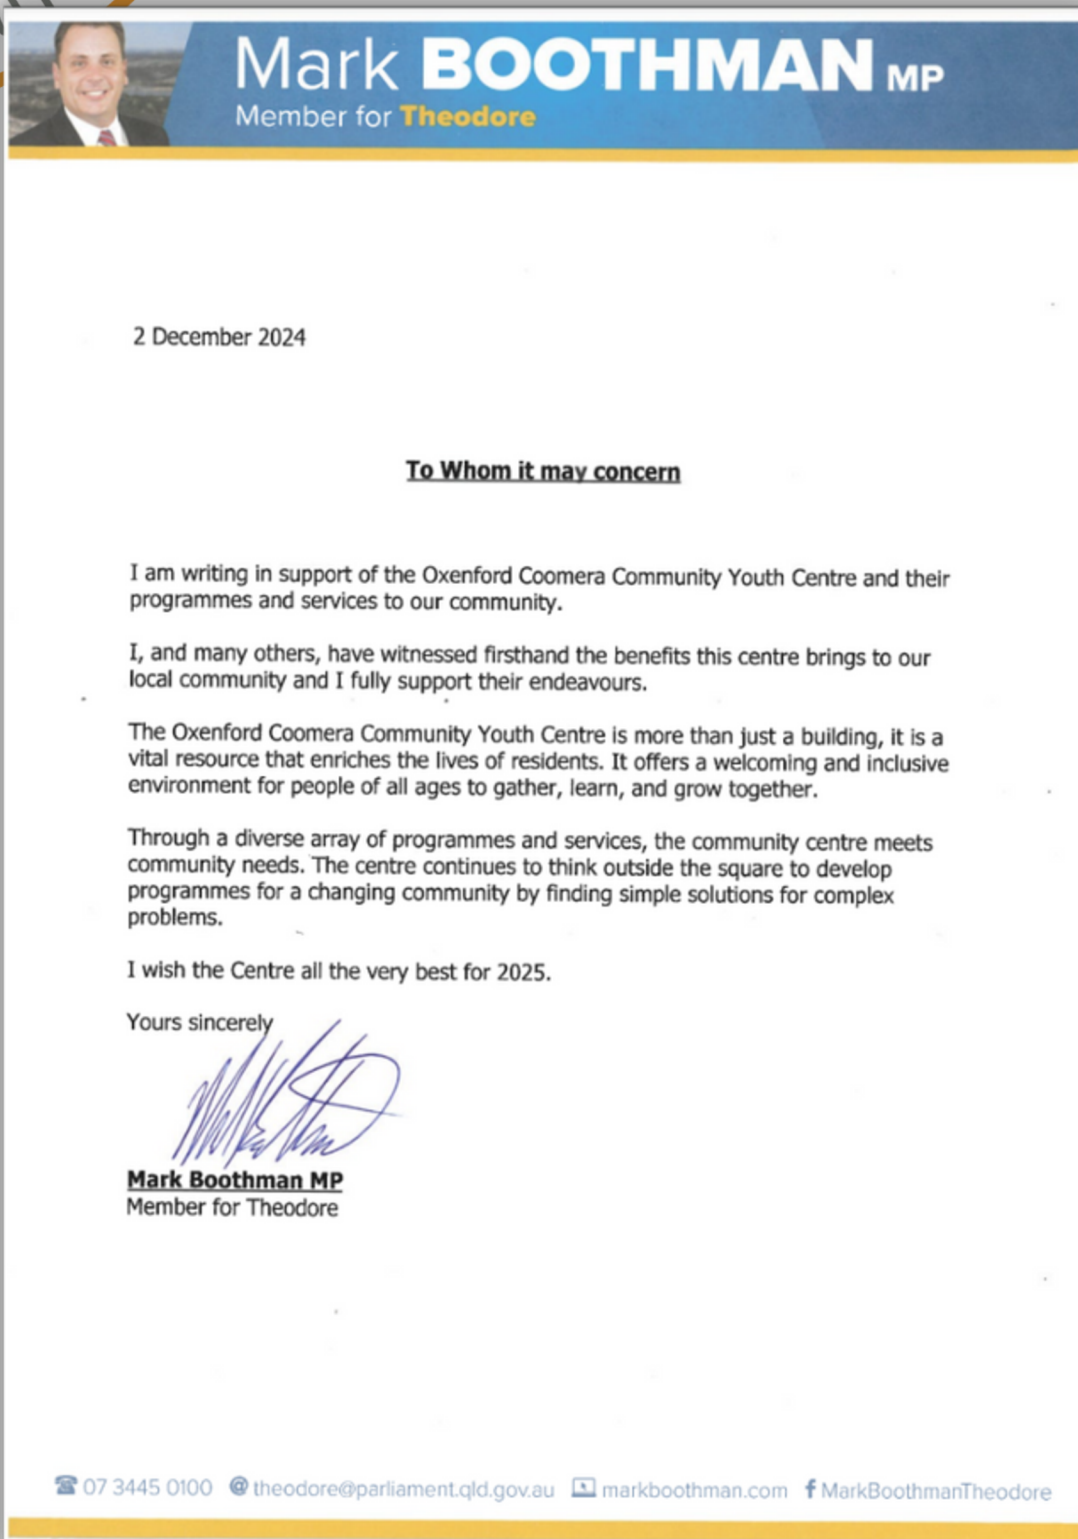 Mark BOOTHMAN MP
Member for Theodore
2 December 2024
To Whom it may concern
I am writing in support of the Oxenford Coomera Community Youth Centre and their
programmes and services to our community.
I, and many others, have witnessed firsthand the benefits this centre brings to our
local community and I fully support their endeavours.
The Oxenford Coomera Community Youth Centre is more than just a building, it is a
vital resource that enriches the lives of residents. It offers a welcoming and inclusive
environment for people of all ages to gather, learn, and grow together.
Through a diverse array of programmes and services, the community centre meets
community needs. The centre continues to think outside the square to develop
programmes for a changing community by finding simple solutions for complex
problems.
I wish the Centre all the very best for 2025.
Yours sincerely
Mark Boothman MP
Member for Theodore
07 3445 0100 @ theodore@parliament.qld.gov.au markboothman.com f MarkBoothmanTheodore